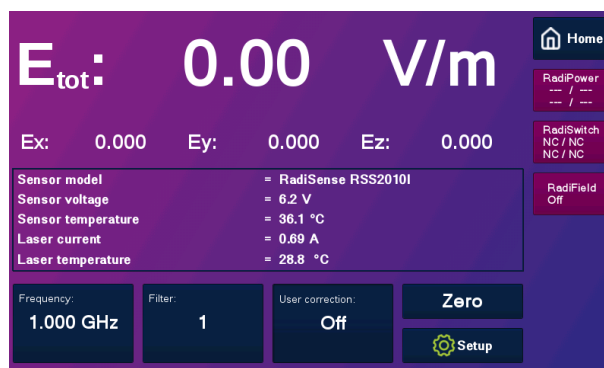 Etot: 0.00 V/m
Home
RadiPower
--- / ---
--- / ---
Ex: 0.000 Ey: 0.000 Ez: 0.000
RadiSwitch
NC / NC
NC / NC
Sensor model = RadiSense RSS2010I
Sensor voltage = 6.2 V
Sensor temperature = 36.1 °C
Laser current = 0.69 A
Laser temperature = 28.8 °C
RadiField
Off
Frequency:
1.000 GHz
Filter:
1
User correction:
Off
Zero
Setup